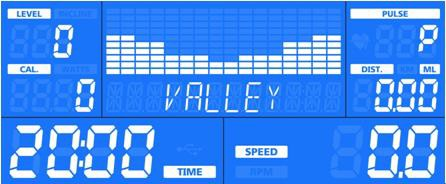 LEVEL INCLINE
0
CAL. WATTS
0
VALLEY
PULSE
P
DIST. KM ML
0.00
20:00
TIME
SPEED
RPM
0.0